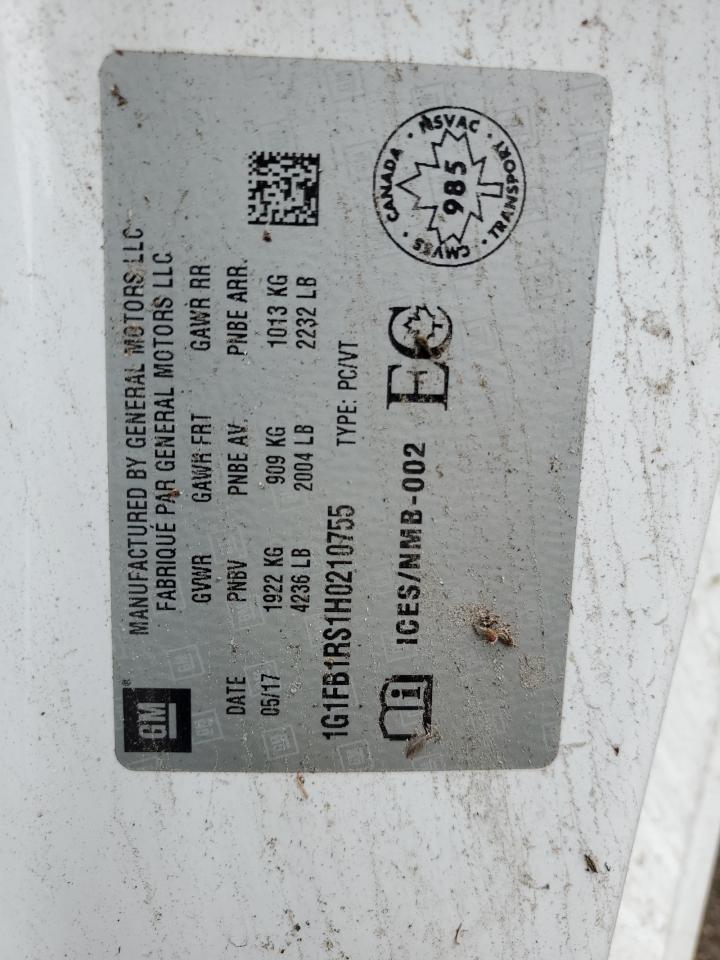 GM®
MANUFACTURED BY GENERAL MOTORS LLC
FABRIQUÉ PAR GENERAL MOTORS LLC
GVWR GAWR FRT GAWR RR
DATE PNBV PNBE AV. PNBE ARR.
05/17 1922 KG 909 KG 1013 KG
4236 LB 2004 LB 2232 LB
1G1FB1RS1H0210755 TYPE: PC/VT
i ICES/NMB-002 EC
CANADA · NSVAC · TRANSPORT · CMVSS ·
985